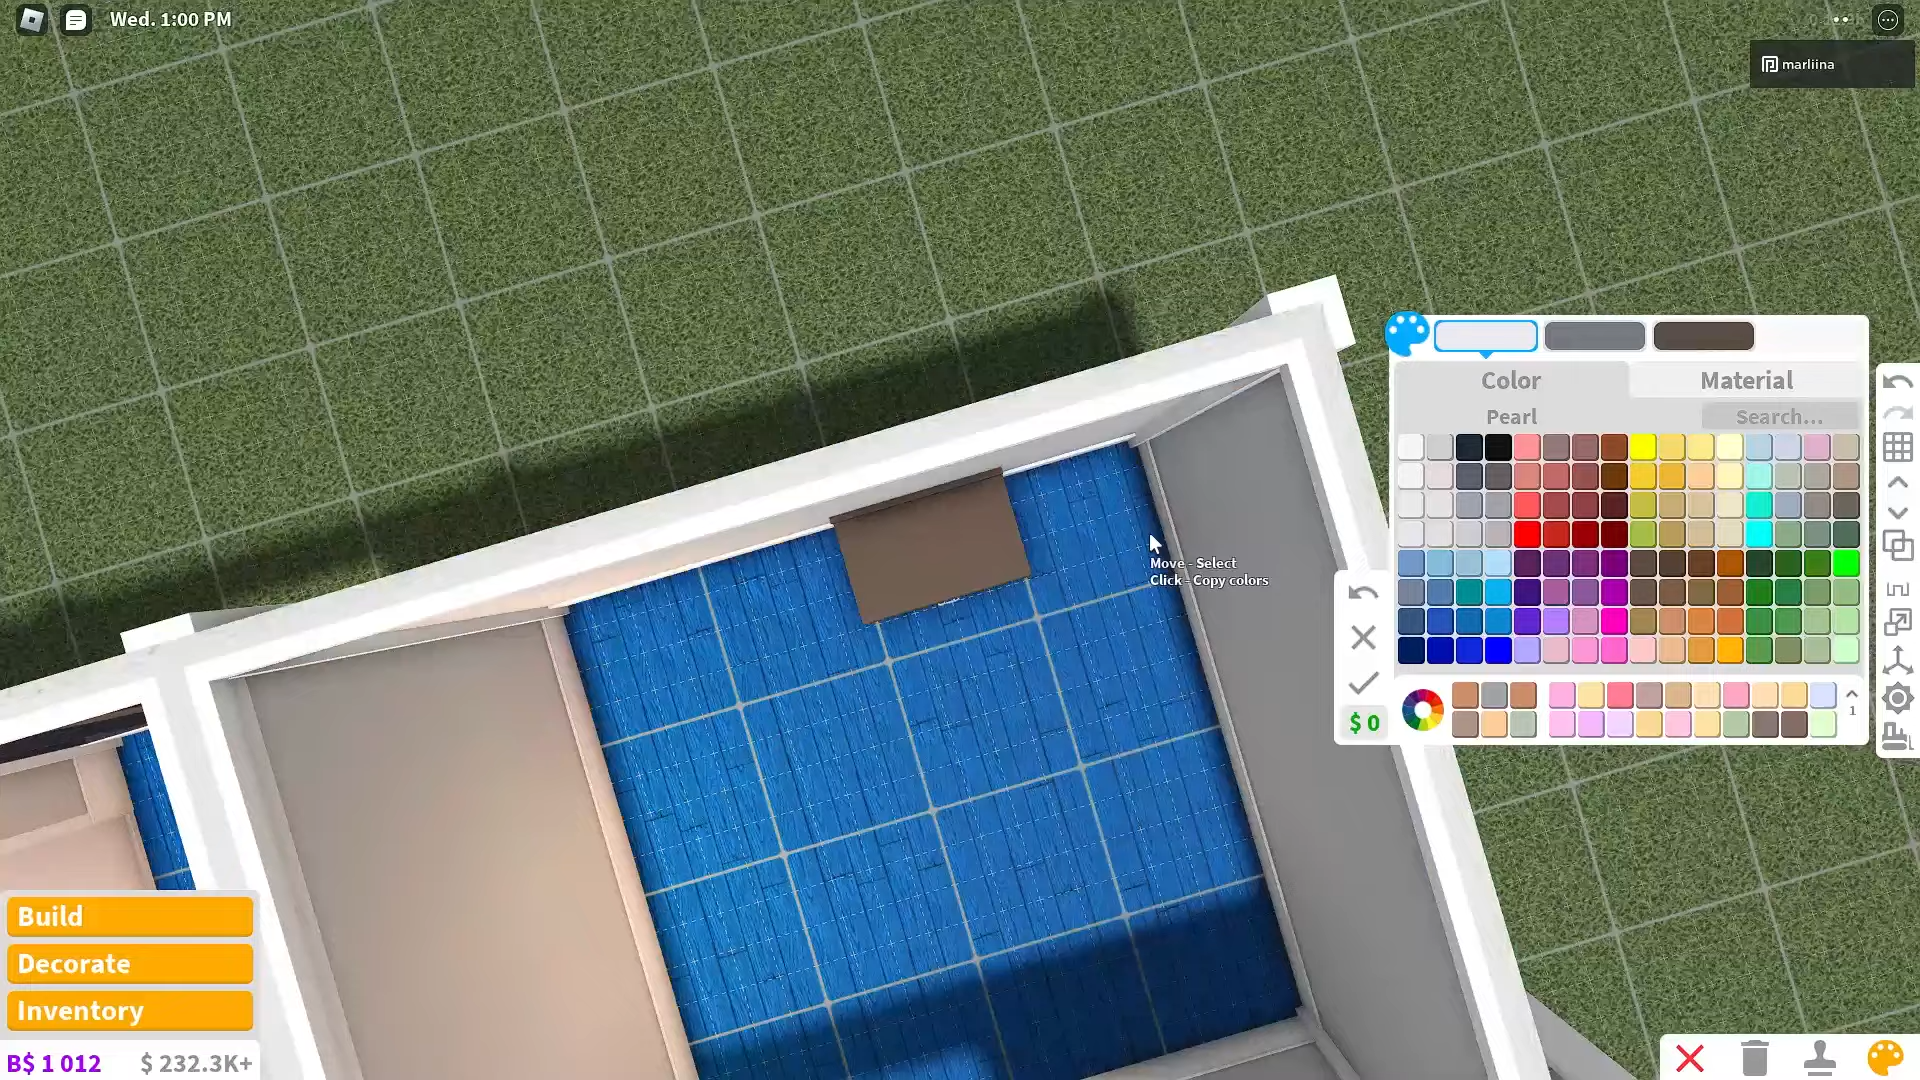 Wed. 1:00 PM
marliina
Color
Material
Pearl
Search...
Move - Select
Click - Copy colors
1
$ 0
Build
Decorate
Inventory
B$ 1 012
$ 232.3K+